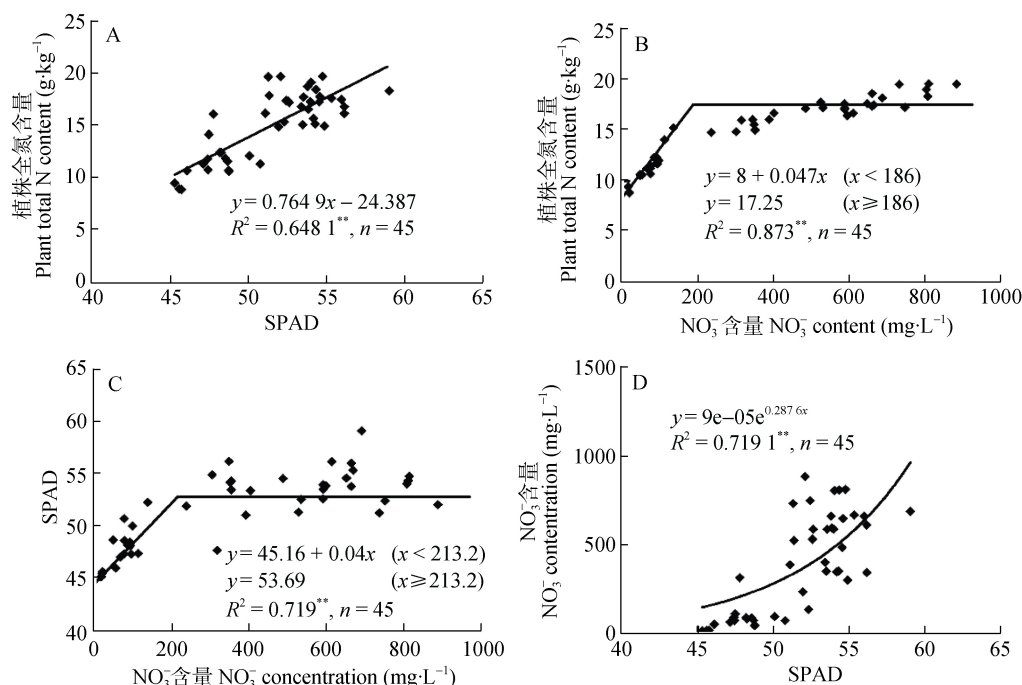 A
25
20
15
10
5
0
40 45 50 55 60 65
SPAD
植株全氮含量
Plant total N content (g·kg⁻¹)
y = 0.764 9x − 24.387
R² = 0.648 1**, n = 45
B
25
20
15
10
5
0
0 200 400 600 800 1000
NO₃⁻含量 NO₃⁻ content (mg·L⁻¹)
植株全氮含量
Plant total N content (g·kg⁻¹)
y = 8 + 0.047x (x < 186)
y = 17.25 (x ≥ 186)
R² = 0.873**, n = 45
C
65
60
55
50
45
40
0 200 400 600 800 1000
NO₃⁻含量 NO₃⁻ concentration (mg·L⁻¹)
SPAD
y = 45.16 + 0.04x (x < 213.2)
y = 53.69 (x ≥ 213.2)
R² = 0.719**, n = 45
D
1500
1000
500
0
40 45 50 55 60 65
SPAD
NO₃⁻含量
NO₃⁻ concentration (mg·L⁻¹)
y = 9e−05e^0.287 6x
R² = 0.719 1**, n = 45